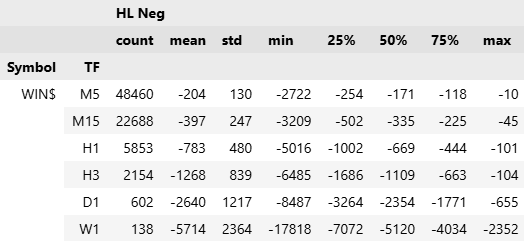 HL Neg
count mean std min 25% 50% 75% max
Symbol TF
WIN$ M5 48460 -204 130 -2722 -254 -171 -118 -10
M15 22688 -397 247 -3209 -502 -335 -225 -45
H1 5853 -783 480 -5016 -1002 -669 -444 -101
H3 2154 -1268 839 -6485 -1686 -1109 -663 -104
D1 602 -2640 1217 -8487 -3264 -2354 -1771 -655
W1 138 -5714 2364 -17818 -7072 -5120 -4034 -2352